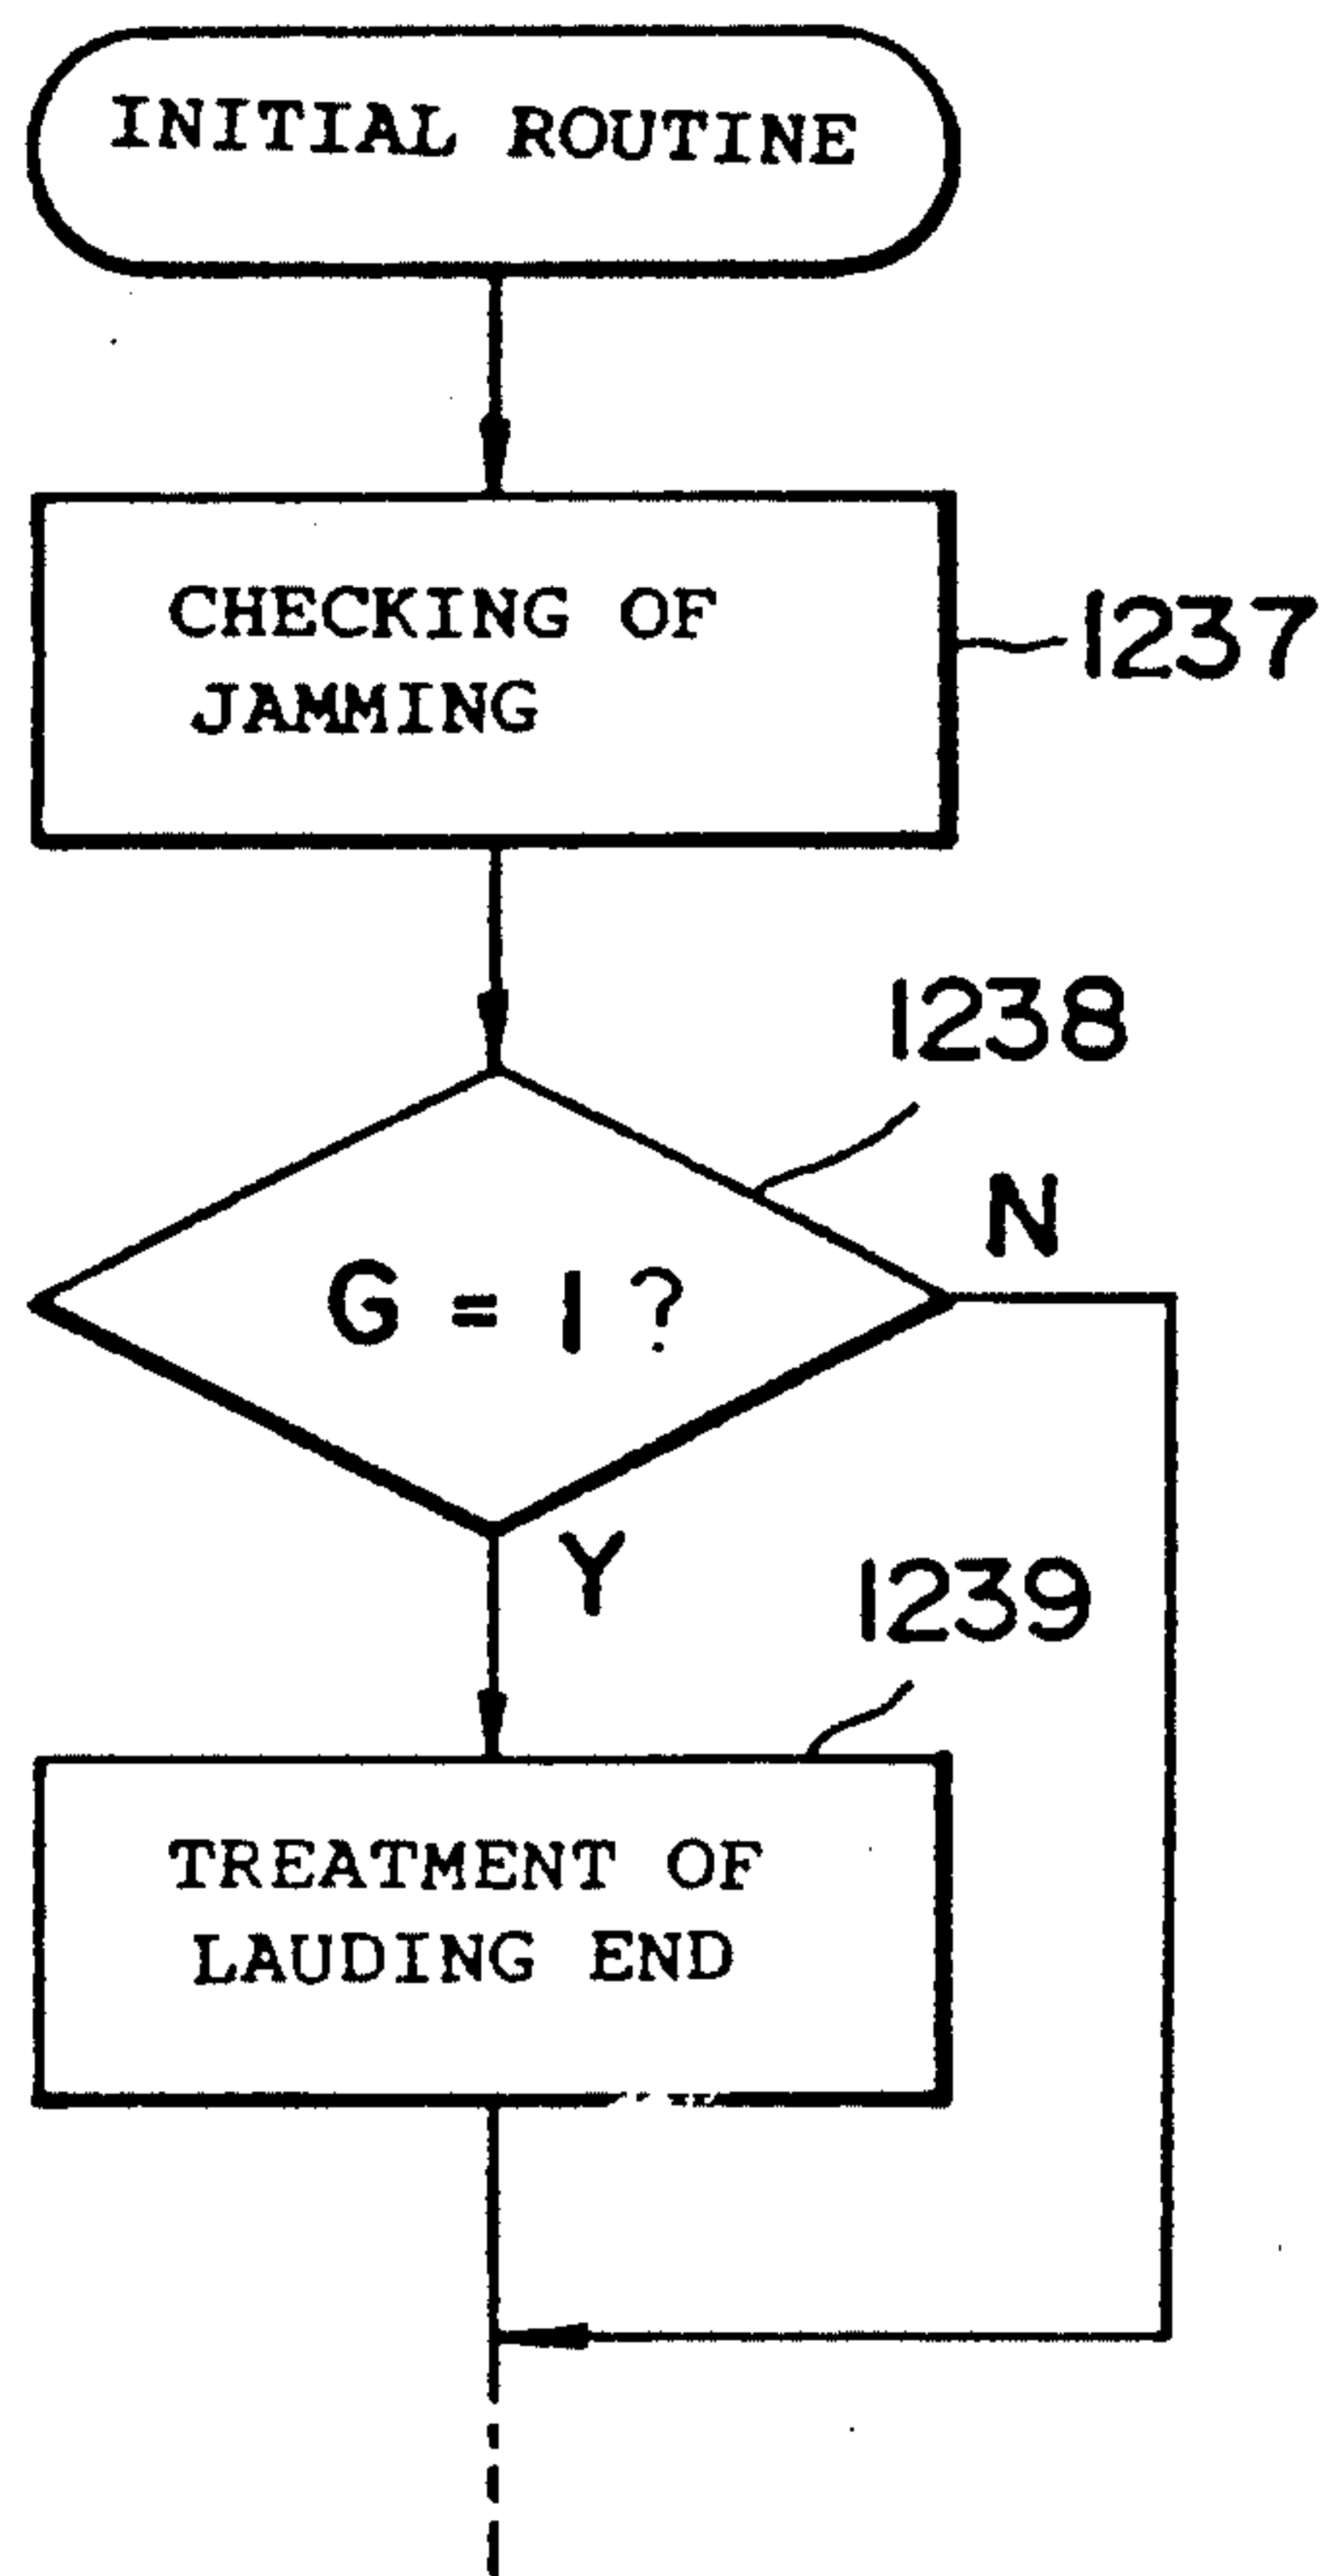 INITIAL ROUTINE
CHECKING OF
JAMMING
1237
1238
N
G = 1 ?
Y
1239
TREATMENT OF
LAUDING END